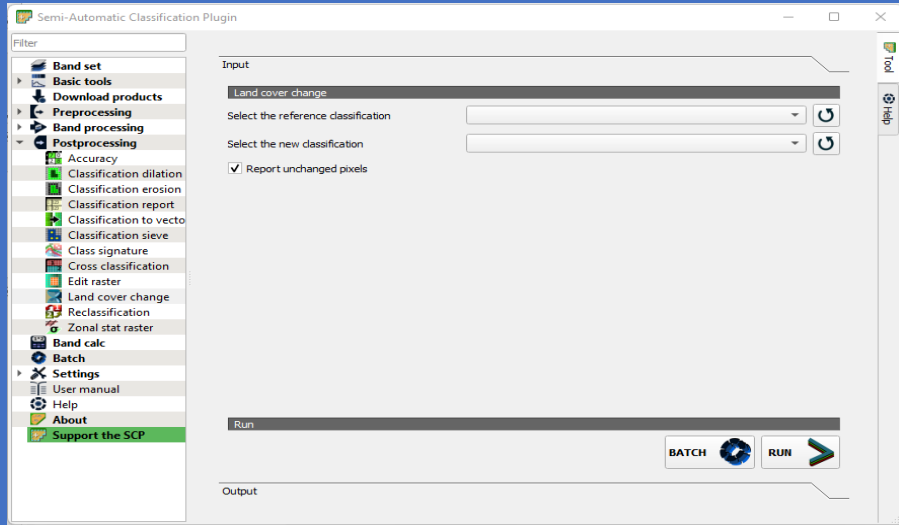 Semi-Automatic Classification Plugin
Filter
Band set
Basic tools
Download products
Preprocessing
Band processing
Postprocessing
Accuracy
Classification dilation
Classification erosion
Classification report
Classification to vecto
Classification sieve
Class signature
Cross classification
Edit raster
Land cover change
Reclassification
Zonal stat raster
Band calc
Batch
Settings
User manual
Help
About
Support the SCP
Input
Land cover change
Select the reference classification
Select the new classification
Report unchanged pixels
Run
BATCH
RUN
Output
Tool
Help